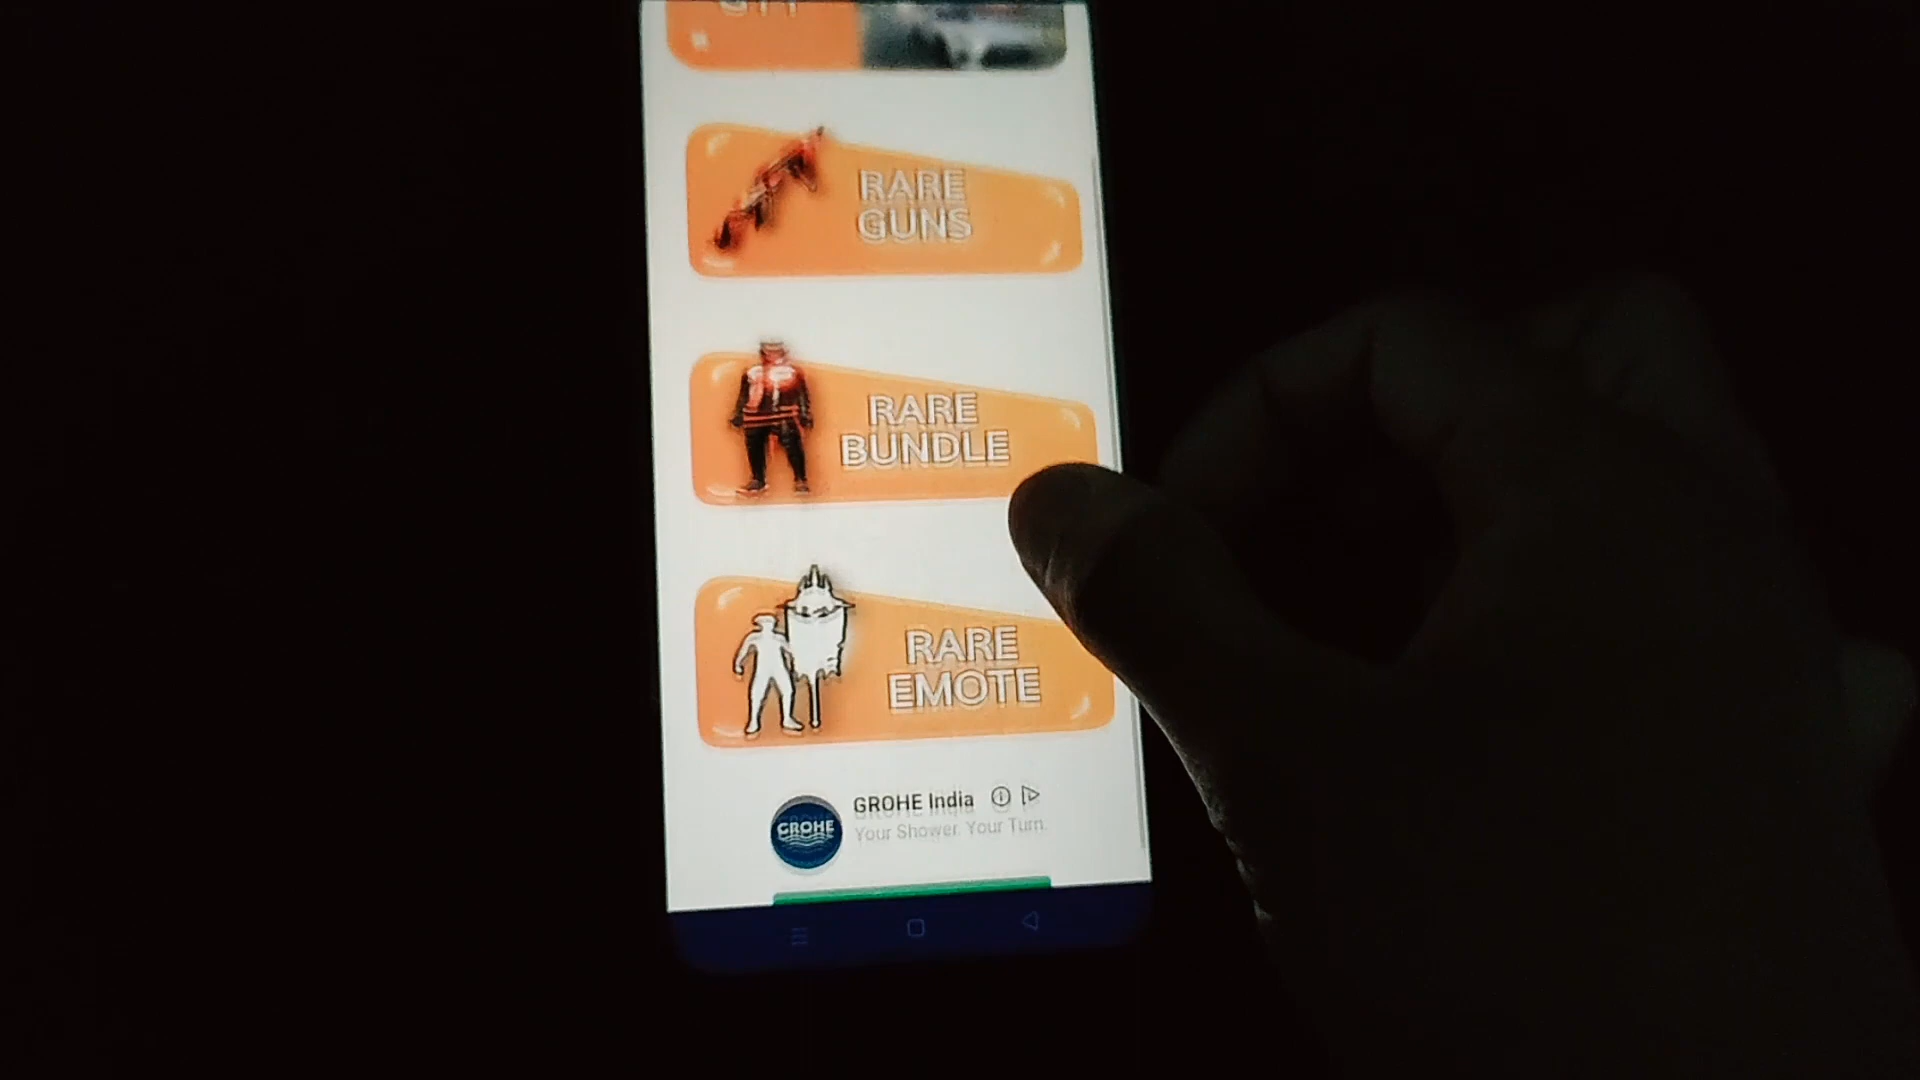 RARE
GUNS
RARE
BUNDLE
RARE
EMOTE
GROHE India
GROHE
Your Shower. Your Turn.